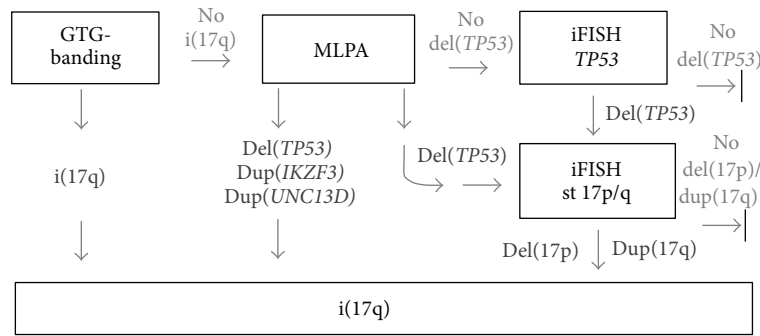 GTG-
banding
No
i(17q)
MLPA
No
del(TP53)
iFISH
TP53
No
del(TP53)
Del(TP53)
i(17q)
Del(TP53)
Dup(IKZF3)
Dup(UNC13D)
Del(TP53)
iFISH
st 17p/q
No
del(17p)/
dup(17q)
Del(17p)
Dup(17q)
i(17q)